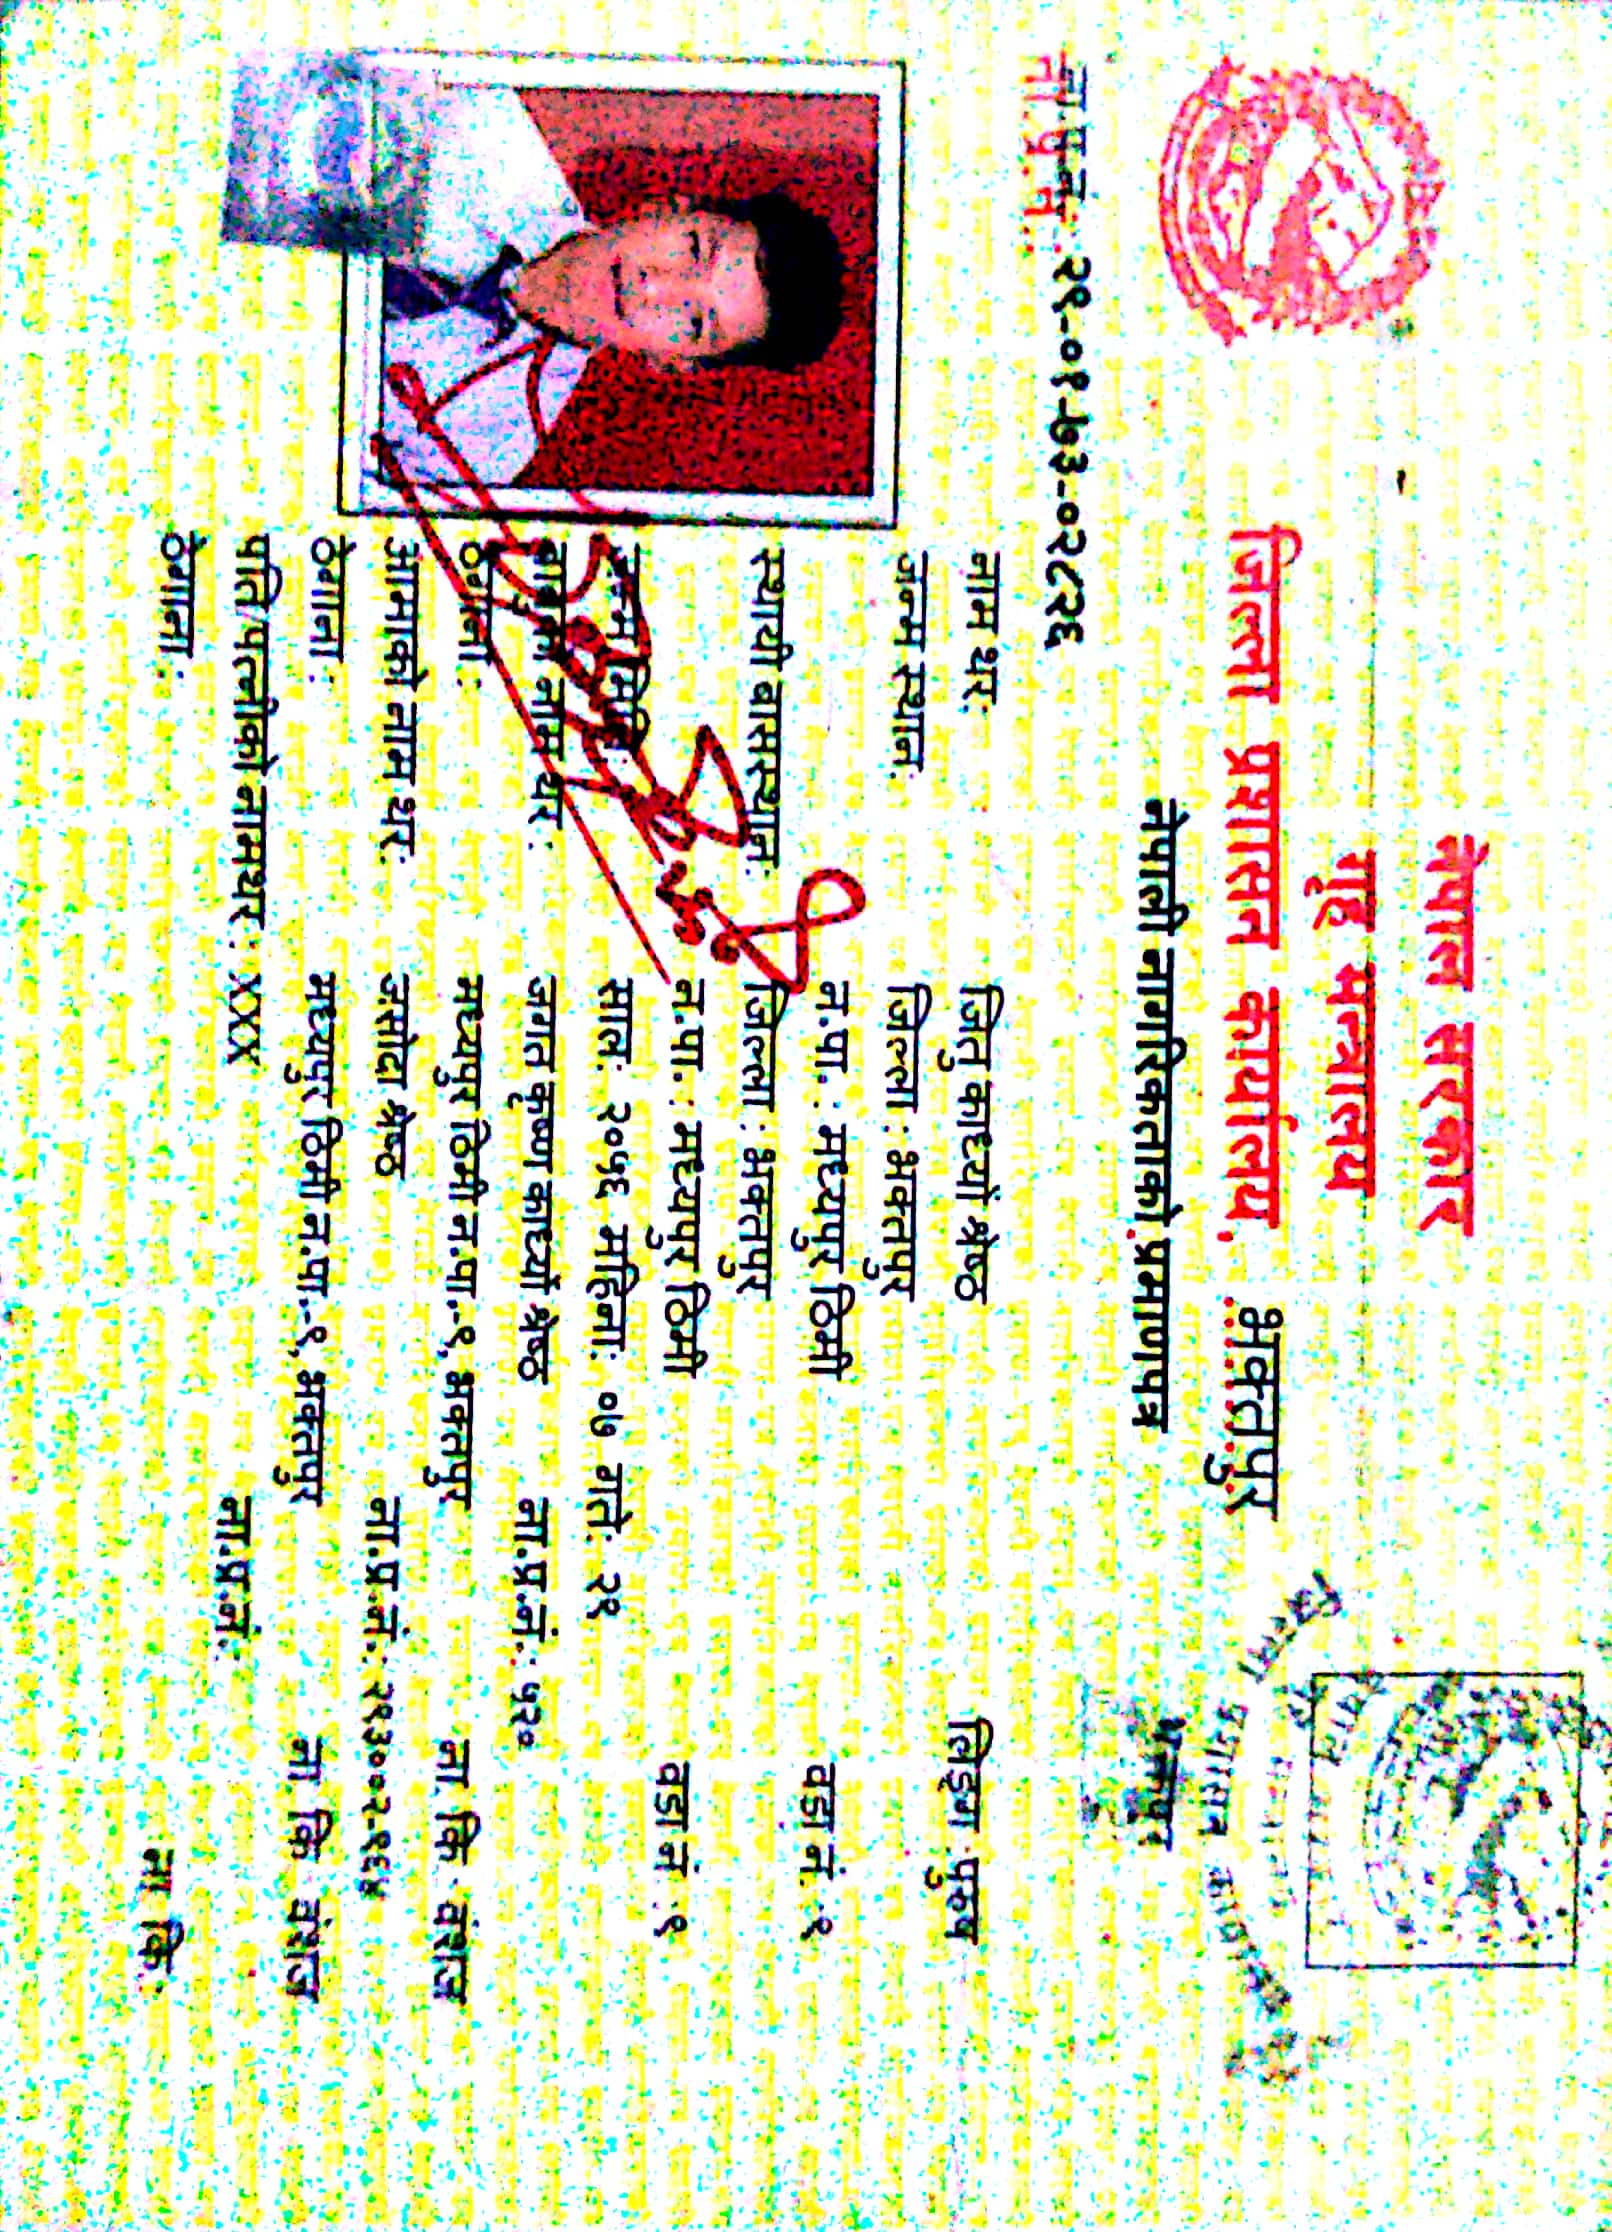 नेपाल सरकार
गृह मन्त्रालय
जिल्ला प्रशासन कार्यालय, भक्तपुर
नेपाली नागरिकताको प्रमाणपत्र
नेपाल
जिल्ला प्रशासन
भक्तपुर
ना.प्र.नं.: २९-०१-७३-०२८२६
नाम थर: जितु काध्यों श्रेष्ठ लिङ्ग :पुरुष
जन्म स्थान: जिल्ला : भक्तपुर
न.पा. : मध्यपुर ठिमी वडा नं. :९
स्थायी बासस्थान: जिल्ला : भक्तपुर
न.पा. : मध्यपुर ठिमी वडा नं :९
जन्म मिति: साल: २०५६ महिना: ०७ गते: २९
बाबुको नाम थर : जगत कृष्ण काध्यों श्रेष्ठ ना.प्र.नं.: ५२०
ठेगाना : मध्यपुर ठिमी न.पा.-९, भक्तपुर ना. कि : वंशज
आमाको नाम थर: जसोदा श्रेष्ठ ना.प्र.नं.: २९३००२-९६४
ठेगाना : मध्यपुर ठिमी न.पा.-९, भक्तपुर ना कि वंशज
पति/पत्नीको नामथर : XXX ना.प्र.नं.:
ठेगाना : ना कि.: